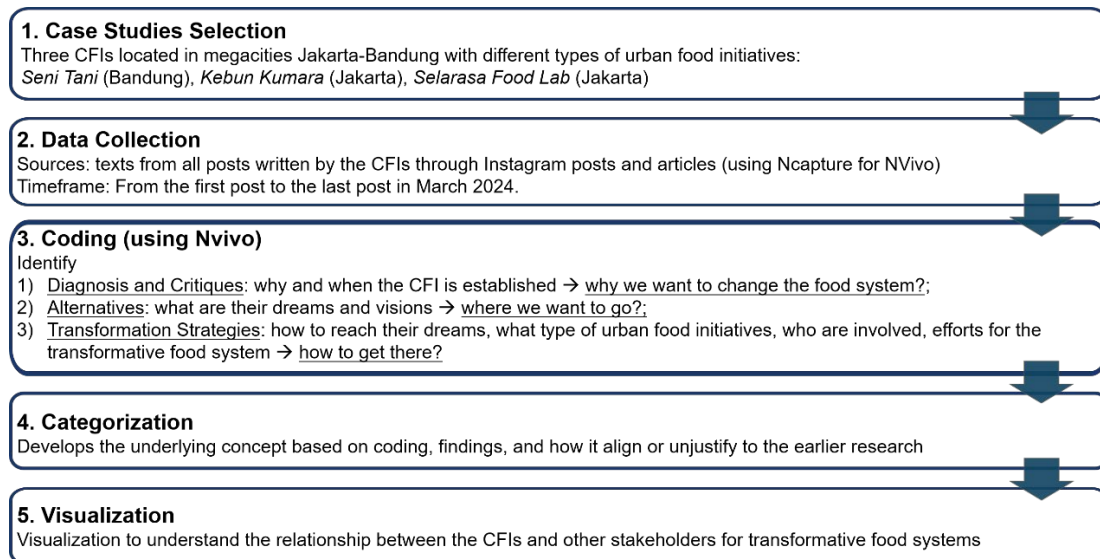 1. Case Studies Selection
Three CFIs located in megacities Jakarta-Bandung with different types of urban food initiatives:
Seni Tani (Bandung), Kebun Kumara (Jakarta), Selarasa Food Lab (Jakarta)
2. Data Collection
Sources: texts from all posts written by the CFIs through Instagram posts and articles (using Ncapture for NVivo)
Timeframe: From the first post to the last post in March 2024.
3. Coding (using Nvivo)
Identify
1) Diagnosis and Critiques: why and when the CFI is established → why we want to change the food system?;
2) Alternatives: what are their dreams and visions → where we want to go?;
3) Transformation Strategies: how to reach their dreams, what type of urban food initiatives, who are involved, efforts for the
transformative food system → how to get there?
4. Categorization
Develops the underlying concept based on coding, findings, and how it align or unjustify to the earlier research
5. Visualization
Visualization to understand the relationship between the CFIs and other stakeholders for transformative food systems